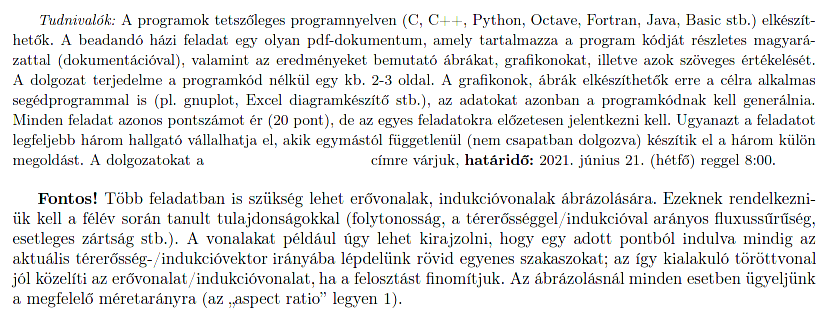 Tudnivalók: A programok tetszőleges programnyelven (C, C++, Python, Octave, Fortran, Java, Basic stb.) elkészít-
hetők. A beadandó házi feladat egy olyan pdf-dokumentum, amely tartalmazza a program kódját részletes magyará-
zattal (dokumentációval), valamint az eredményeket bemutató ábrákat, grafikonokat, illetve azok szöveges értékelését.
A dolgozat terjedelme a programkód nélkül egy kb. 2-3 oldal. A grafikonok, ábrák elkészíthetők erre a célra alkalmas
segédprogrammal is (pl. gnuplot, Excel diagramkészítő stb.), az adatokat azonban a programkódnak kell generálnia.
Minden feladat azonos pontszámot ér (20 pont), de az egyes feladatokra előzetesen jelentkezni kell. Ugyanazt a feladatot
legfeljebb három hallgató vállalhatja el, akik egymástól függetlenül (nem csapatban dolgozva) készítik el a három külön
megoldást. A dolgozatokat a címre várjuk, határidő: 2021. június 21. (hétfő) reggel 8:00.
Fontos! Több feladatban is szükség lehet erővonalak, indukcióvonalak ábrázolására. Ezeknek rendelkezni-
ük kell a félév során tanult tulajdonságokkal (folytonosság, a térerősséggel/indukcióval arányos fluxussűrűség,
esetleges zártság stb.). A vonalakat például úgy lehet kirajzolni, hogy egy adott pontból indulva mindig az
aktuális térerősség-/indukcióvektor irányába lépdelünk rövid egyenes szakaszokat; az így kialakuló töröttvonal
jól közelíti az erővonalat/indukcióvonalat, ha a felosztást finomítjuk. Az ábrázolásnál minden esetben ügyeljünk
a megfelelő méretarányra (az „aspect ratio” legyen 1).